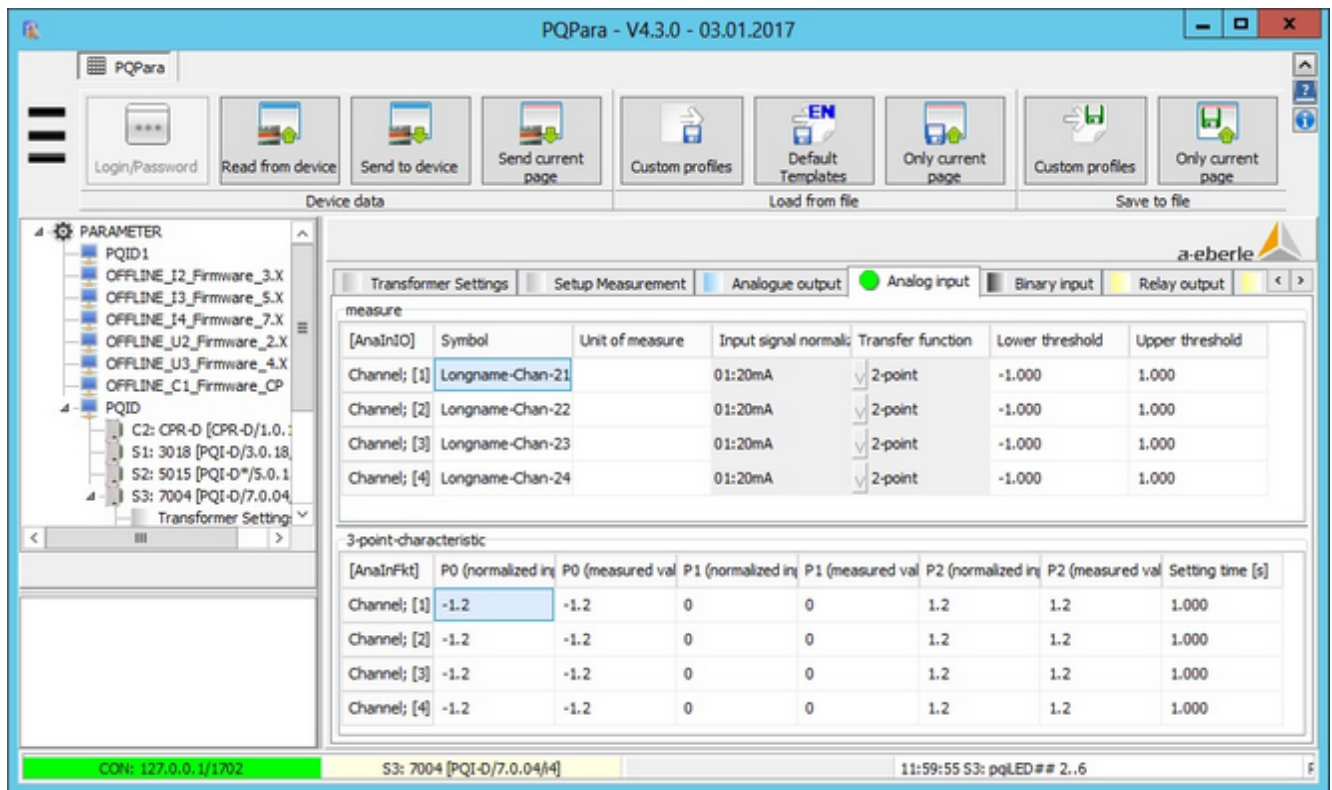 PQPara - V4.3.0 - 03.01.2017
PQPara
Login/Password
Read from device
Send to device
Send current page
Custom profiles
EN
Default Templates
Only current page
Custom profiles
Only current page
Device data
Load from file
Save to file
PARAMETER
PQID1
OFFLINE_I2_Firmware_3.X
OFFLINE_I3_Firmware_5.X
OFFLINE_I4_Firmware_7.X
OFFLINE_U2_Firmware_2.X
OFFLINE_U3_Firmware_4.X
OFFLINE_C1_Firmware_CP
PQID
C2: CPR-D [CPR-D/1.0.
S1: 3018 [PQI-D/3.0.18
S2: 5015 [PQI-D*/5.0.1
S3: 7004 [PQI-D/7.0.04
Transformer Setting
a-eberle
Transformer Settings Setup Measurement Analogue output Analog input Binary input Relay output
measure
[AnaInIO] Symbol Unit of measure Input signal normali Transfer function Lower threshold Upper threshold
Channel; [1] Longname-Chan-21 01:20mA 2-point -1.000 1.000
Channel; [2] Longname-Chan-22 01:20mA 2-point -1.000 1.000
Channel; [3] Longname-Chan-23 01:20mA 2-point -1.000 1.000
Channel; [4] Longname-Chan-24 01:20mA 2-point -1.000 1.000
3-point-characteristic
[AnaInFkt] P0 (normalized in P0 (measured val P1 (normalized in P1 (measured val P2 (normalized in P2 (measured val Setting time [s]
Channel; [1] -1.2 -1.2 0 0 1.2 1.2 1.000
Channel; [2] -1.2 -1.2 0 0 1.2 1.2 1.000
Channel; [3] -1.2 -1.2 0 0 1.2 1.2 1.000
Channel; [4] -1.2 -1.2 0 0 1.2 1.2 1.000
CON: 127.0.0.1/1702
S3: 7004 [PQI-D/7.0.04/i4]
11:59:55 S3: pqiLED## 2..6